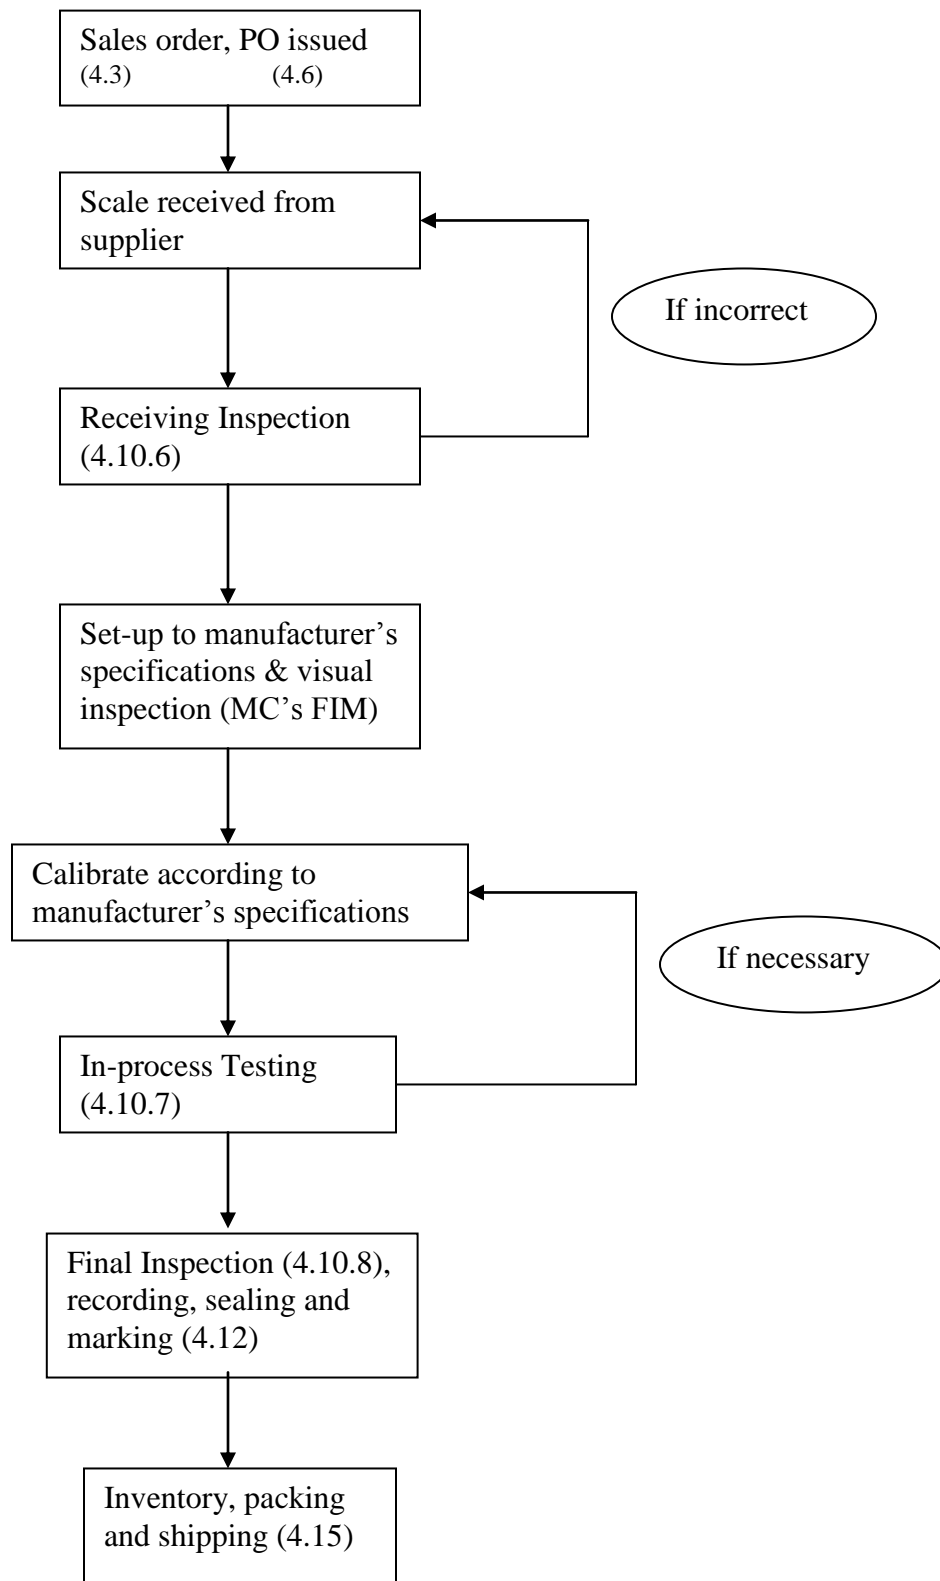 Sales order, PO issued
(4.3) (4.6)
Scale received from
supplier
If incorrect
Receiving Inspection
(4.10.6)
Set-up to manufacturer’s
specifications & visual
inspection (MC’s FIM)
Calibrate according to
manufacturer’s specifications
If necessary
In-process Testing
(4.10.7)
Final Inspection (4.10.8),
recording, sealing and
marking (4.12)
Inventory, packing
and shipping (4.15)